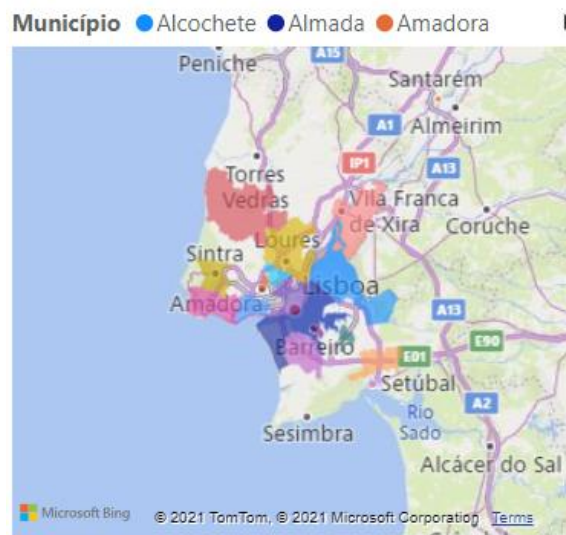 Município Alcochete Almada Amadora
A15
Peniche
Santarém
A1
Almeirim
IP1
A13
Torres
Vedras
Vila Franca
de Xira
Coruche
Loures
Sintra
Lisboa
Amadora
A13
Barreiro
E01
E90
Setúbal
A2
Rio
Sado
Sesimbra
Alcácer do Sal
Microsoft Bing
© 2021 TomTom, © 2021 Microsoft Corporation Terms